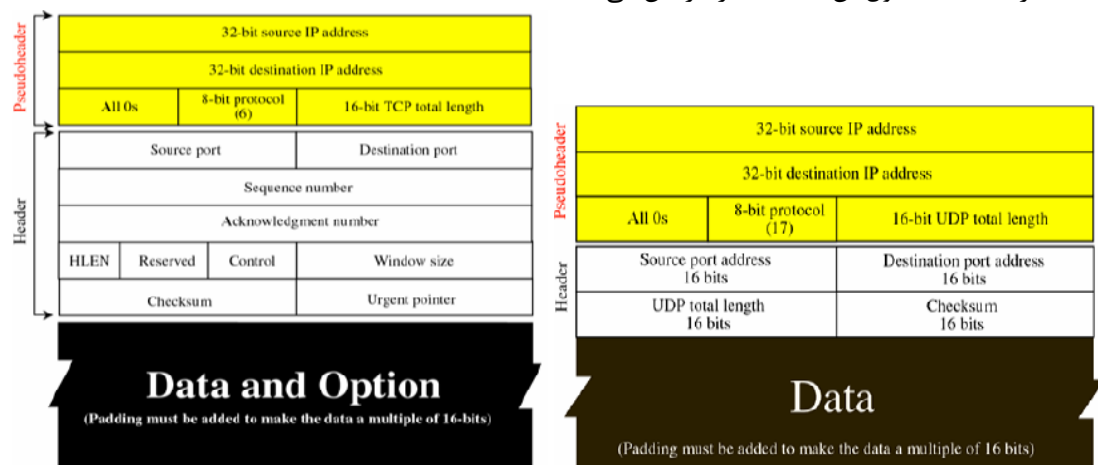 Pseudoheader
32-bit source IP address
32-bit destination IP address
All 0s
8-bit protocol
(6)
16-bit TCP total length
Header
Source port
Destination port
Sequence number
Acknowledgment number
HLEN
Reserved
Control
Window size
Checksum
Urgent pointer
Data and Option
(Padding must be added to make the data a multiple of 16-bits)
Pseudoheader
32-bit source IP address
32-bit destination IP address
All 0s
8-bit protocol
(17)
16-bit UDP total length
Header
Source port address
16 bits
Destination port address
16 bits
UDP total length
16 bits
Checksum
16 bits
Data
(Padding must be added to make the data a multiple of 16 bits)